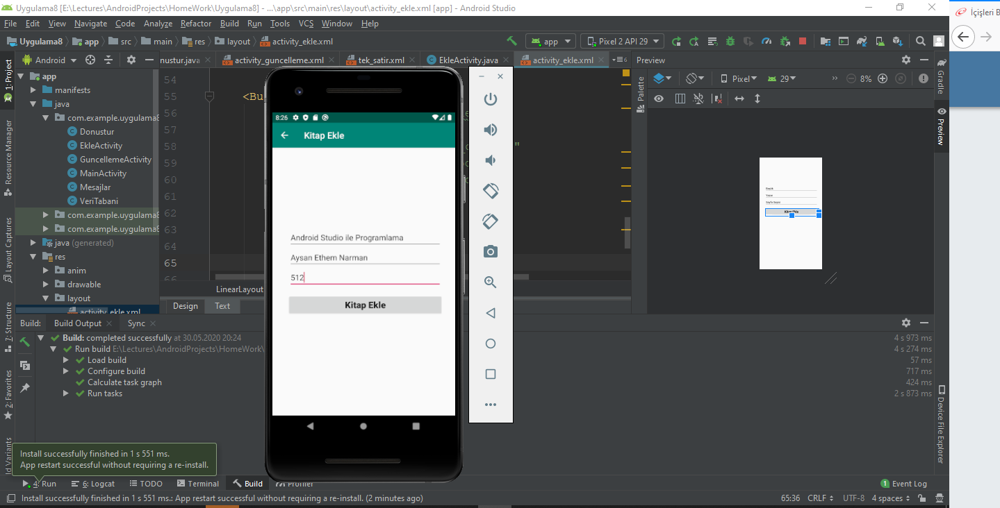 Uygulama8 [E:\Lectures\AndroidProjects\HomeWork\Uygulama8] - ...\app\src\main\res\layout\activity_ekle.xml [app] - Android Studio
File Edit View Navigate Code Analyze Refactor Build Run Tools VCS Window Help
Uygulama8 app src main res layout activity_ekle.xml
app
Pixel 2 API 29
İçişleri B
Android
nustur.java
activity_guncelleme.xml
tek_satir.xml
EkleActivity.java
activity_ekle.xml
6
Preview
1: Project
Resource Manager
Layout Captures
7: Structure
2: Favorites
ld Variants
app
manifests
java
com.example.uygulama8
Donustur
EkleActivity
GuncellemeActivity
MainActivity
Mesajlar
VeriTabani
com.example.uygulama8
com.example.uygulama8
java (generated)
res
anim
drawable
layout
activity_ekle.xml
54
55 <Bu
56
57
58 "
59
60
61
62
63
64
65
66
LinearLayout
Design Text
8:26
Kitap Ekle
Android Studio ile Programlama
Aysan Ethem Narman
512
Kitap Ekle
Palette
Pixel 29 8%
Başlık
Yazar
Sayfa Sayisi
Kitap Ekle
Gradle
Preview
Device File Explorer
Build: Build Output Sync
Build: completed successfully at 30.05.2020 20:24 4 s 973 ms
Run build E:\Lectures\AndroidProjects\HomeWork\ 4 s 274 ms
Load build 57 ms
Configure build 717 ms
Calculate task graph 424 ms
Run tasks 2 s 873 ms
Install successfully finished in 1 s 551 ms.
App restart successful without requiring a re-install.
4: Run 6: Logcat TODO Terminal Build Profiler 1 Event Log
Install successfully finished in 1 s 551 ms.: App restart successful without requiring a re-install. (2 minutes ago) 65:36 CRLF UTF-8 4 spaces